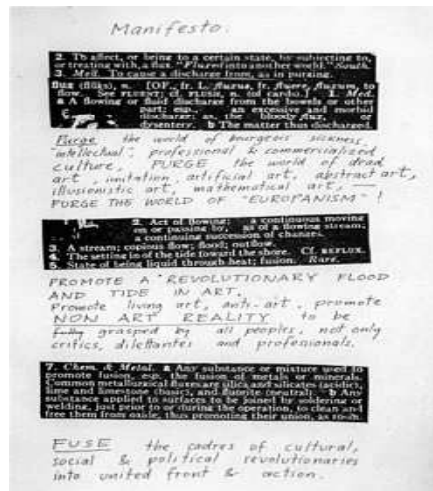 Manifesto:
2. To affect, or bring to a certain state, by subjecting to,
or treating with, a flux. "Fluxed into another world." South.
3. Med. To cause a discharge from, as in purging.
flux (flŭks), n. [OF., fr. L. fluxus, fr. fluere, fluxum, to
flow. See FLUENT; cf. FLUSH, n. (of cards).] 1. Med.
a A flowing or fluid discharge from the bowels or other
part; esp., an excessive and morbid
discharge: as, the bloody flux, or
dysentery. b The matter thus discharged.
Purge the world of bourgeois sickness,
"intellectual", professional & commercialized
culture, PURGE the world of dead
art, imitation, artificial art, abstract art,
illusionistic art, mathematical art, —
PURGE THE WORLD OF "EUROPANISM" !
2. Act of flowing: a continuous moving
on or passing by, as of a flowing stream;
a continuing succession of changes.
3. A stream; copious flow; flood; outflow.
4. The setting in of the tide toward the shore. Cf. REFLUX.
5. State of being liquid through heat; fusion. Rare.
PROMOTE A REVOLUTIONARY FLOOD
AND TIDE IN ART,
Promote living art, anti-art, promote
NON ART REALITY to be
fully grasped by all peoples, not only
critics, dilettantes and professionals.
7. Chem. & Metal. a Any substance or mixture used to
promote fusion, esp. the fusion of metals or minerals.
Common metallurgical fluxes are silica and silicates (acidic),
lime and limestone (basic), and fluorite (neutral). b Any
substance applied to surfaces to be joined by soldering or
welding, just prior to or during the operation, to clean and
free them from oxide, thus promoting their union, as rosin.
FUSE the cadres of cultural,
social & political revolutionaries
into united front & action.